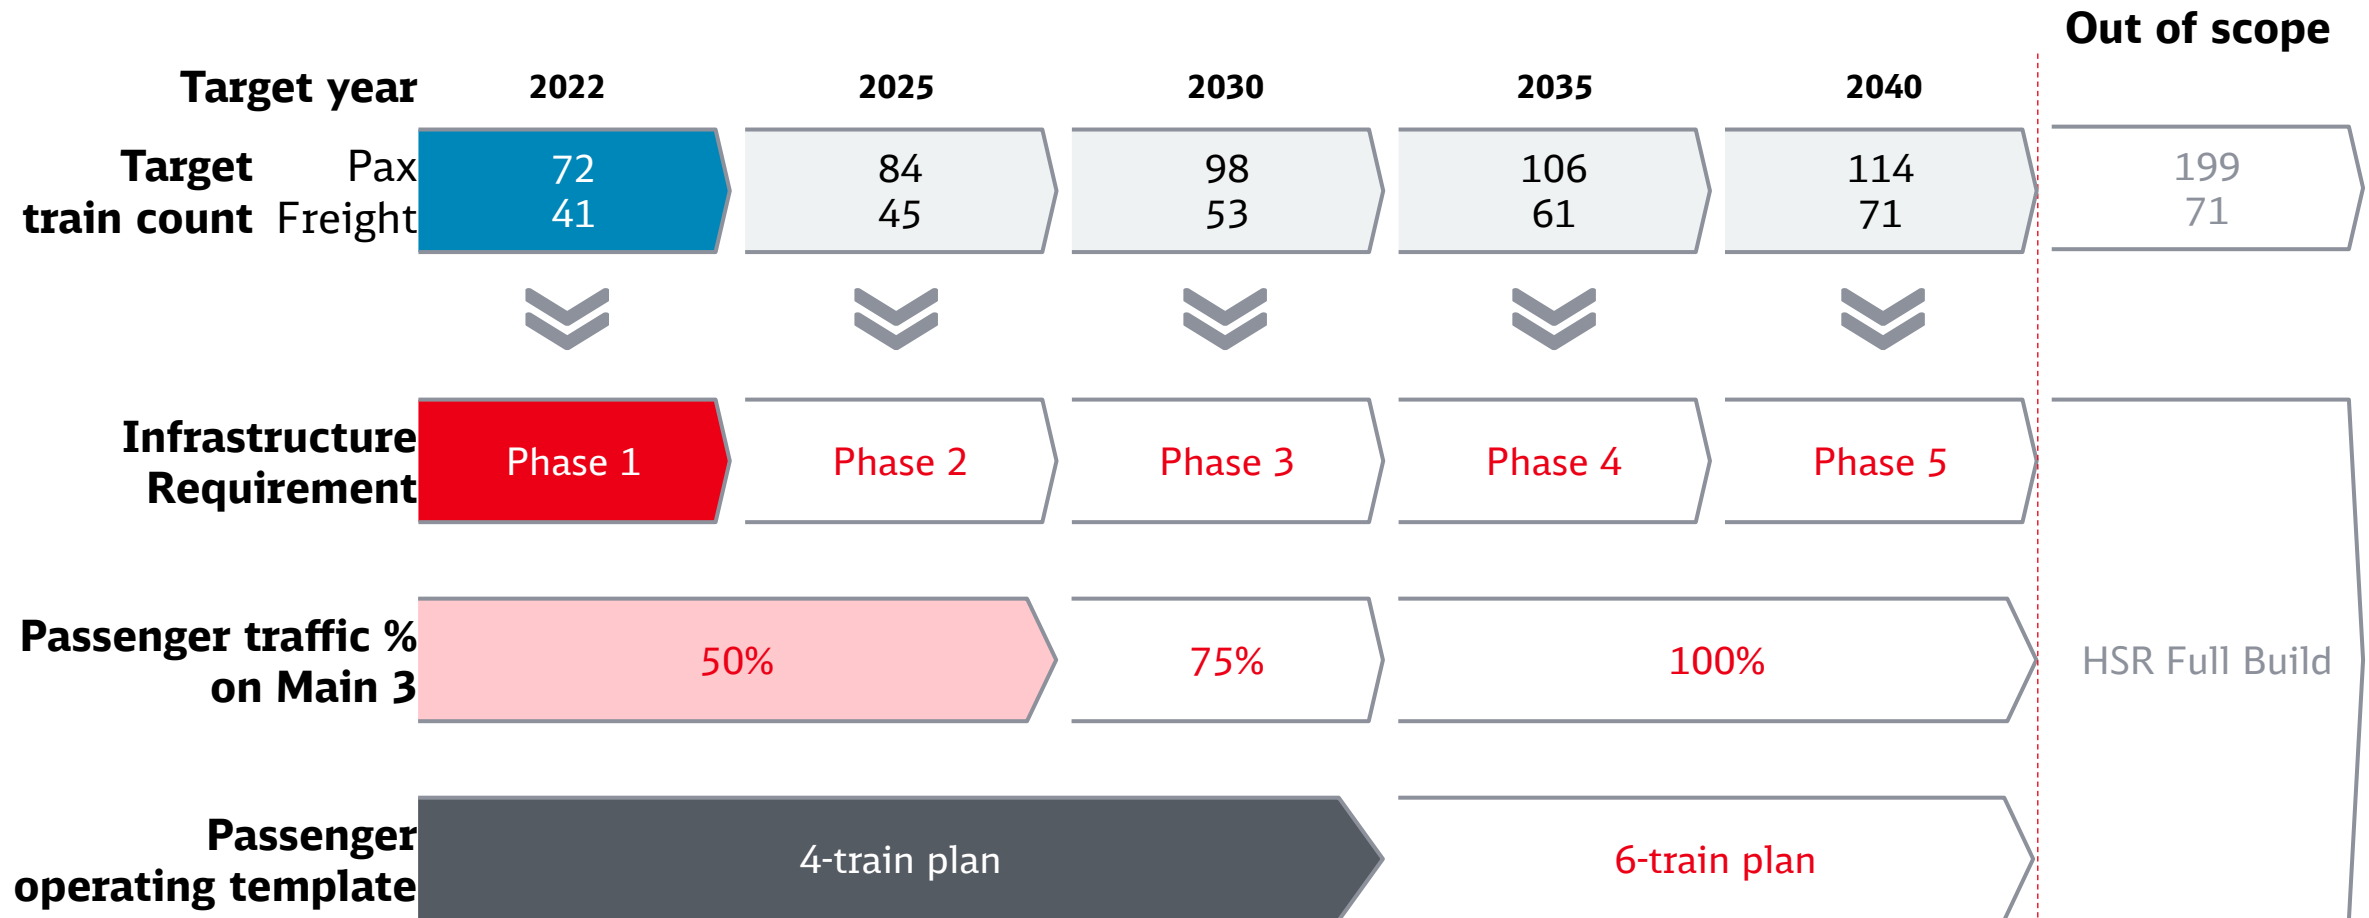 Out of scope
Target year 2022 2025 2030 2035 2040
Target Pax 72 84 98 106 114 199
train count Freight 41 45 53 61 71 71
Infrastructure
Requirement
Phase 1 Phase 2 Phase 3 Phase 4 Phase 5
Passenger traffic %
on Main 3
50% 75% 100% HSR Full Build
Passenger
operating template
4-train plan 6-train plan